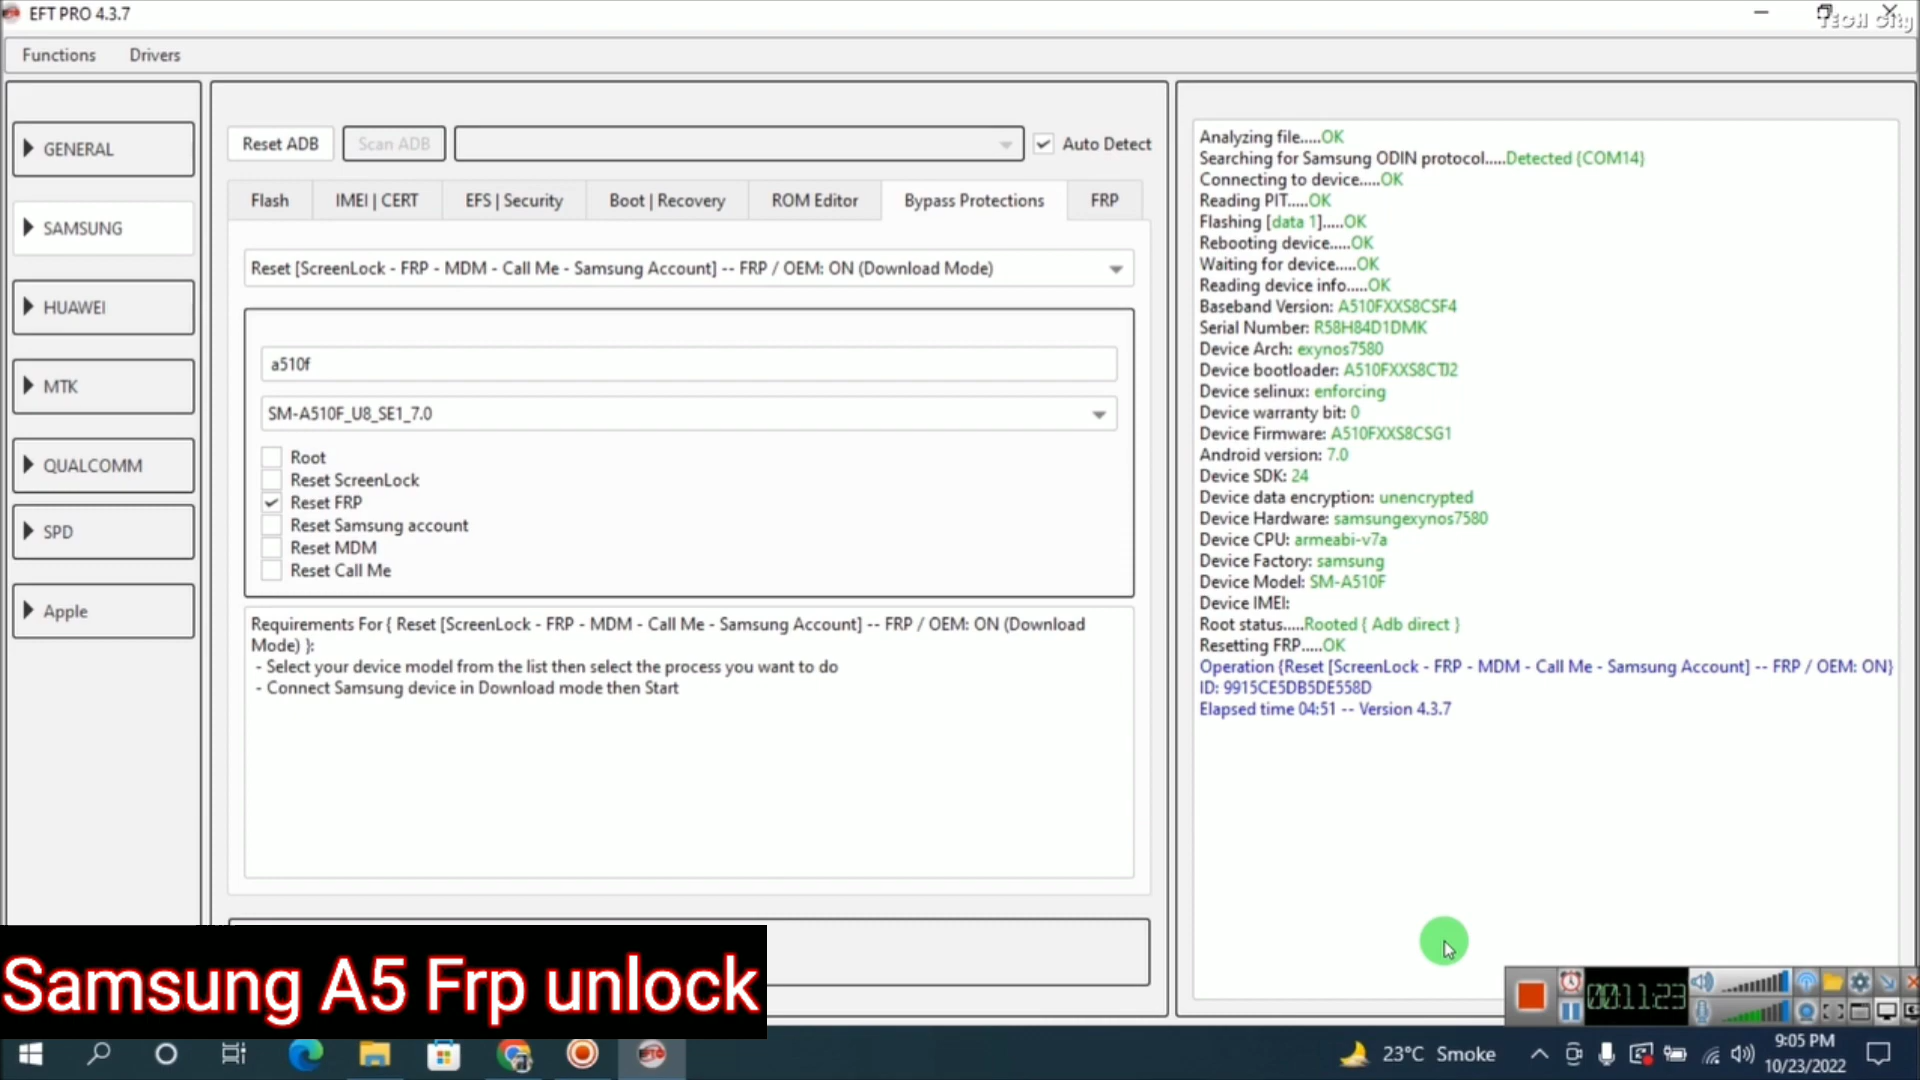 EFT PRO 4.3.7
TECH City
Functions Drivers
GENERAL
SAMSUNG
HUAWEI
MTK
QUALCOMM
SPD
Apple
Reset ADB Scan ADB Auto Detect
Flash IMEI | CERT EFS | Security Boot | Recovery ROM Editor Bypass Protections FRP
Reset [ScreenLock - FRP - MDM - Call Me - Samsung Account] -- FRP / OEM: ON (Download Mode)
a510f
SM-A510F_U8_SE1_7.0
Root
Reset ScreenLock
Reset FRP
Reset Samsung account
Reset MDM
Reset Call Me
Requirements For { Reset [ScreenLock - FRP - MDM - Call Me - Samsung Account] -- FRP / OEM: ON (Download
Mode) }:
- Select your device model from the list then select the process you want to do
- Connect Samsung device in Download mode then Start
Analyzing file.....OK
Searching for Samsung ODIN protocol.....Detected {COM14}
Connecting to device.....OK
Reading PIT.....OK
Flashing [data 1].....OK
Rebooting device.....OK
Waiting for device.....OK
Reading device info.....OK
Baseband Version: A510FXXS8CSF4
Serial Number: R58H84D1DMK
Device Arch: exynos7580
Device bootloader: A510FXXS8CTJ2
Device selinux: enforcing
Device warranty bit: 0
Device Firmware: A510FXXS8CSG1
Android version: 7.0
Device SDK: 24
Device data encryption: unencrypted
Device Hardware: samsungexynos7580
Device CPU: armeabi-v7a
Device Factory: samsung
Device Model: SM-A510F
Device IMEI:
Root status.....Rooted { Adb direct }
Resetting FRP.....OK
Operation {Reset [ScreenLock - FRP - MDM - Call Me - Samsung Account] -- FRP / OEM: ON}
ID: 9915CE5DB5DE558D
Elapsed time 04:51 -- Version 4.3.7
Samsung A5 Frp unlock
00:11:23
23°C Smoke
9:05 PM
10/23/2022